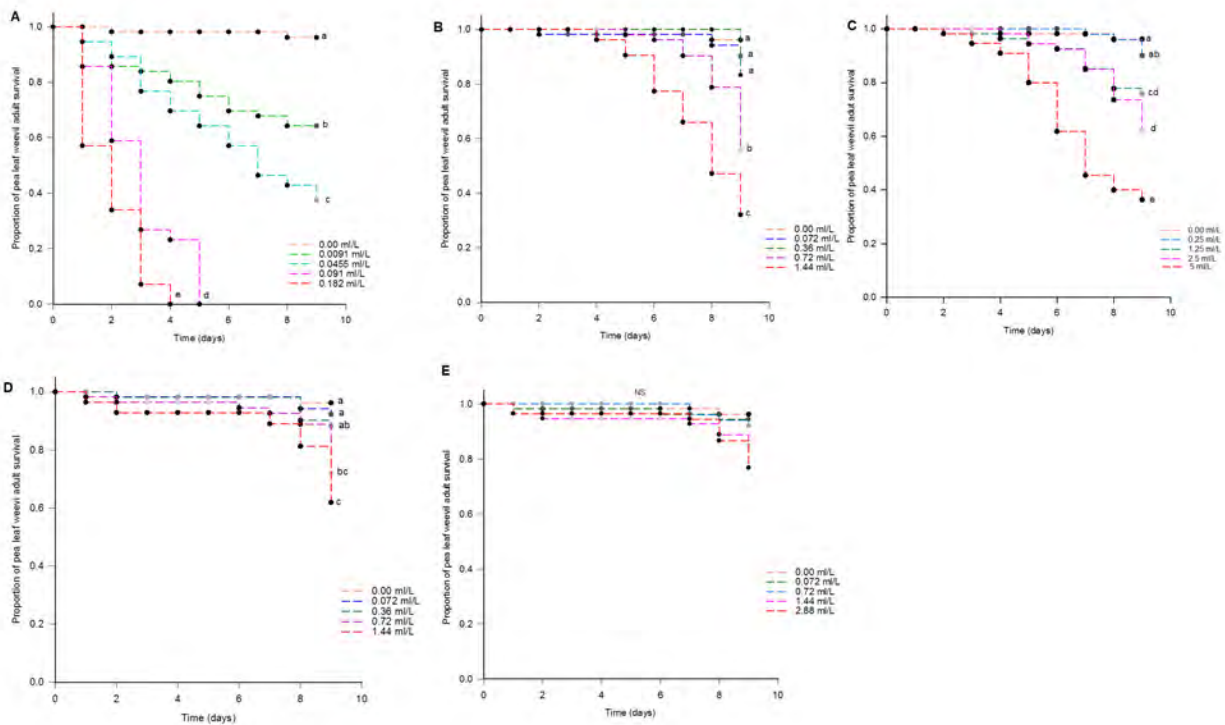 A
Proportion of pea leaf weevil adult survival
1.0
0.8
0.6
0.4
0.2
0.0
a
b
c
d
e
0.00 ml/L
0.0091 ml/L
0.0455 ml/L
0.091 ml/L
0.182 ml/L
0 2 4 6 8 10
Time (days)
B
Proportion of pea leaf weevil adult survival
1.0
0.8
0.6
0.4
0.2
0.0
a
a
a
b
c
0.00 ml/L
0.072 ml/L
0.36 ml/L
0.72 ml/L
1.44 ml/L
0 2 4 6 8 10
Time (days)
C
Proportion of pea leaf weevil adult survival
1.0
0.8
0.6
0.4
0.2
0.0
a
ab
cd
d
e
0.00 ml/L
0.25 ml/L
1.25 ml/L
2.5 ml/L
5 ml/L
0 2 4 6 8 10
Time (days)
D
Proportion of pea leaf weevil adult survival
1.0
0.8
0.6
0.4
0.2
0.0
a
a
ab
bc
c
0.00 ml/L
0.072 ml/L
0.36 ml/L
0.72 ml/L
1.44 ml/L
0 2 4 6 8 10
Time (days)
E
Proportion of pea leaf weevil adult survival
1.0
0.8
0.6
0.4
0.2
0.0
NS
0.00 ml/L
0.072 ml/L
0.72 ml/L
1.44 ml/L
2.88 ml/L
0 2 4 6 8 10
Time (days)